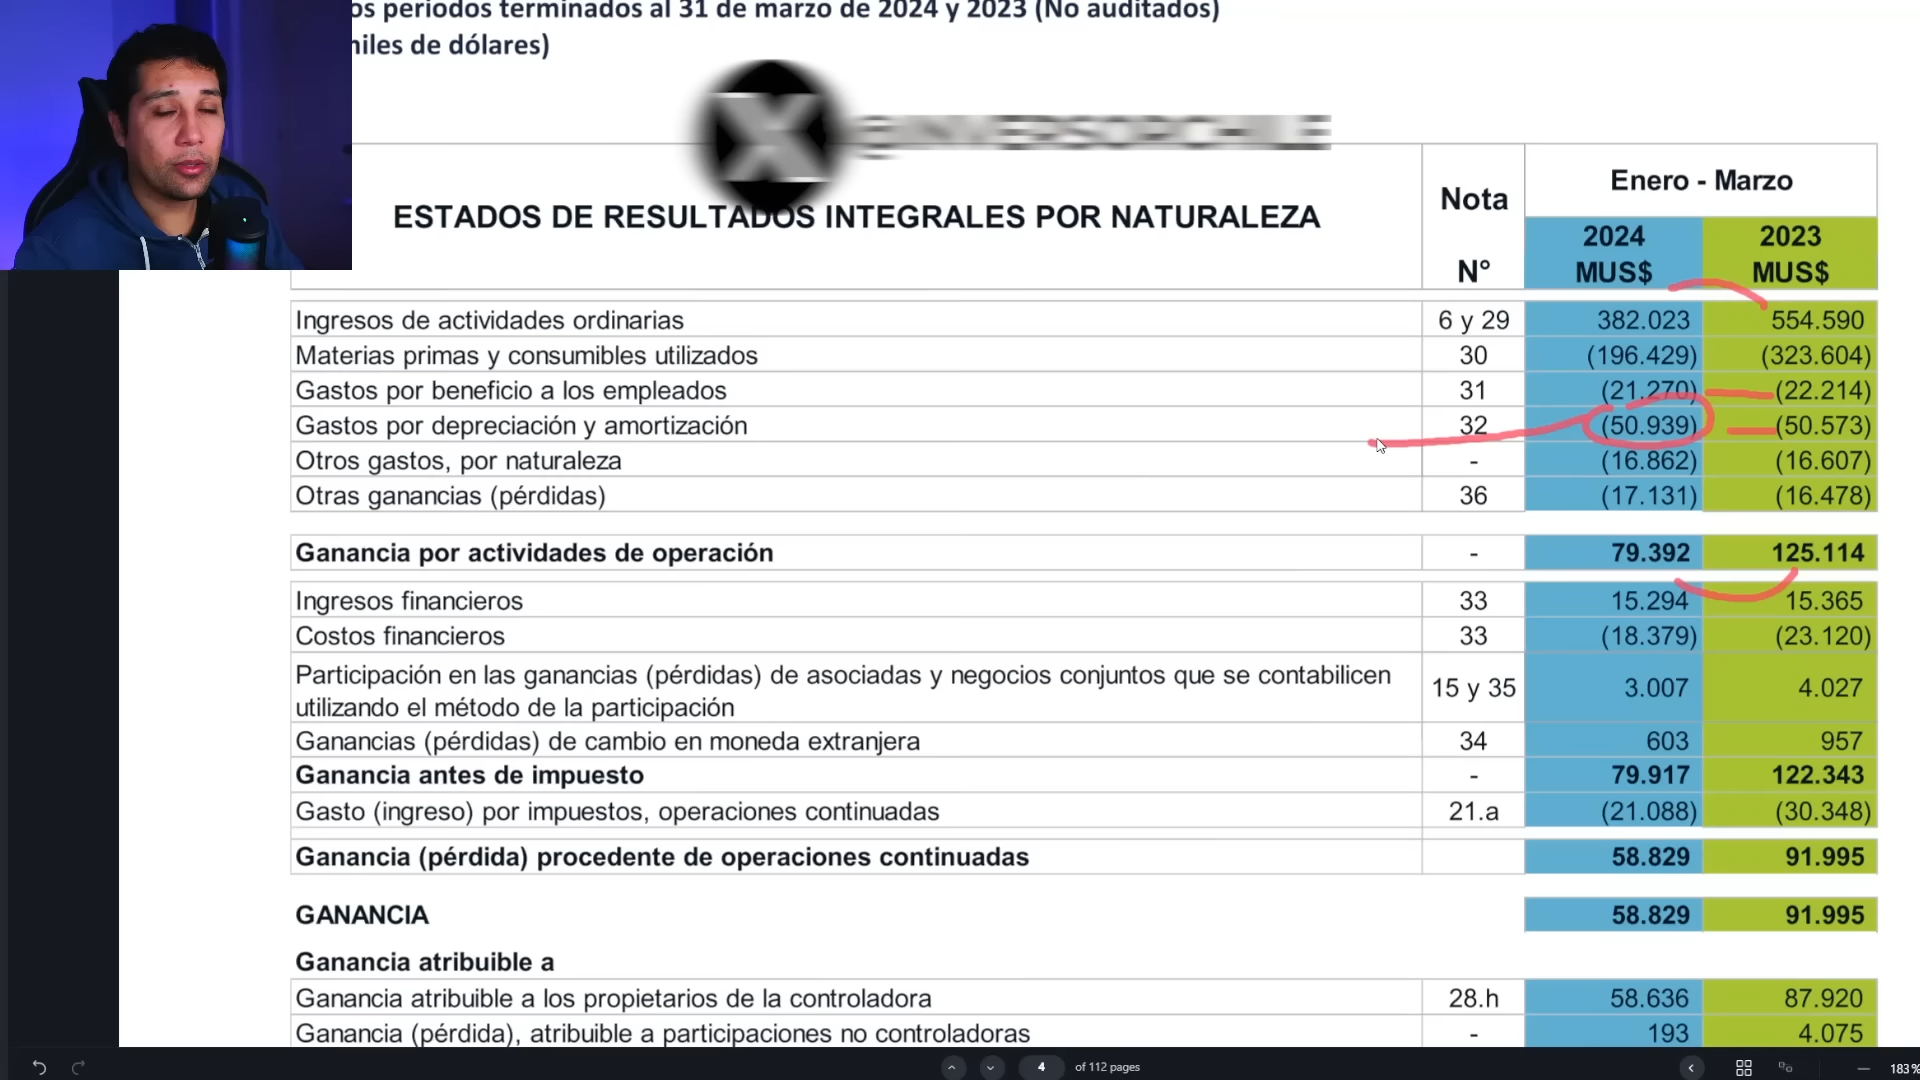 os periodos terminados al 31 de marzo de 2024 y 2023 (No auditados)
niles de dólares)
@INVERSORCHILE
ESTADOS DE RESULTADOS INTEGRALES POR NATURALEZA
Nota
N°
Enero - Marzo
2024
MUS$
2023
MUS$
Ingresos de actividades ordinarias 6 y 29 382.023 554.590
Materias primas y consumibles utilizados 30 (196.429) (323.604)
Gastos por beneficio a los empleados 31 (21.270) (22.214)
Gastos por depreciación y amortización 32 (50.939) (50.573)
Otros gastos, por naturaleza - (16.862) (16.607)
Otras ganancias (pérdidas) 36 (17.131) (16.478)
Ganancia por actividades de operación - 79.392 125.114
Ingresos financieros 33 15.294 15.365
Costos financieros 33 (18.379) (23.120)
Participación en las ganancias (pérdidas) de asociadas y negocios conjuntos que se contabilicen
utilizando el método de la participación 15 y 35 3.007 4.027
Ganancias (pérdidas) de cambio en moneda extranjera 34 603 957
Ganancia antes de impuesto - 79.917 122.343
Gasto (ingreso) por impuestos, operaciones continuadas 21.a (21.088) (30.348)
Ganancia (pérdida) procedente de operaciones continuadas 58.829 91.995
GANANCIA 58.829 91.995
Ganancia atribuible a
Ganancia atribuible a los propietarios de la controladora 28.h 58.636 87.920
Ganancia (pérdida), atribuible a participaciones no controladoras - 193 4.075
4 of 112 pages
183%